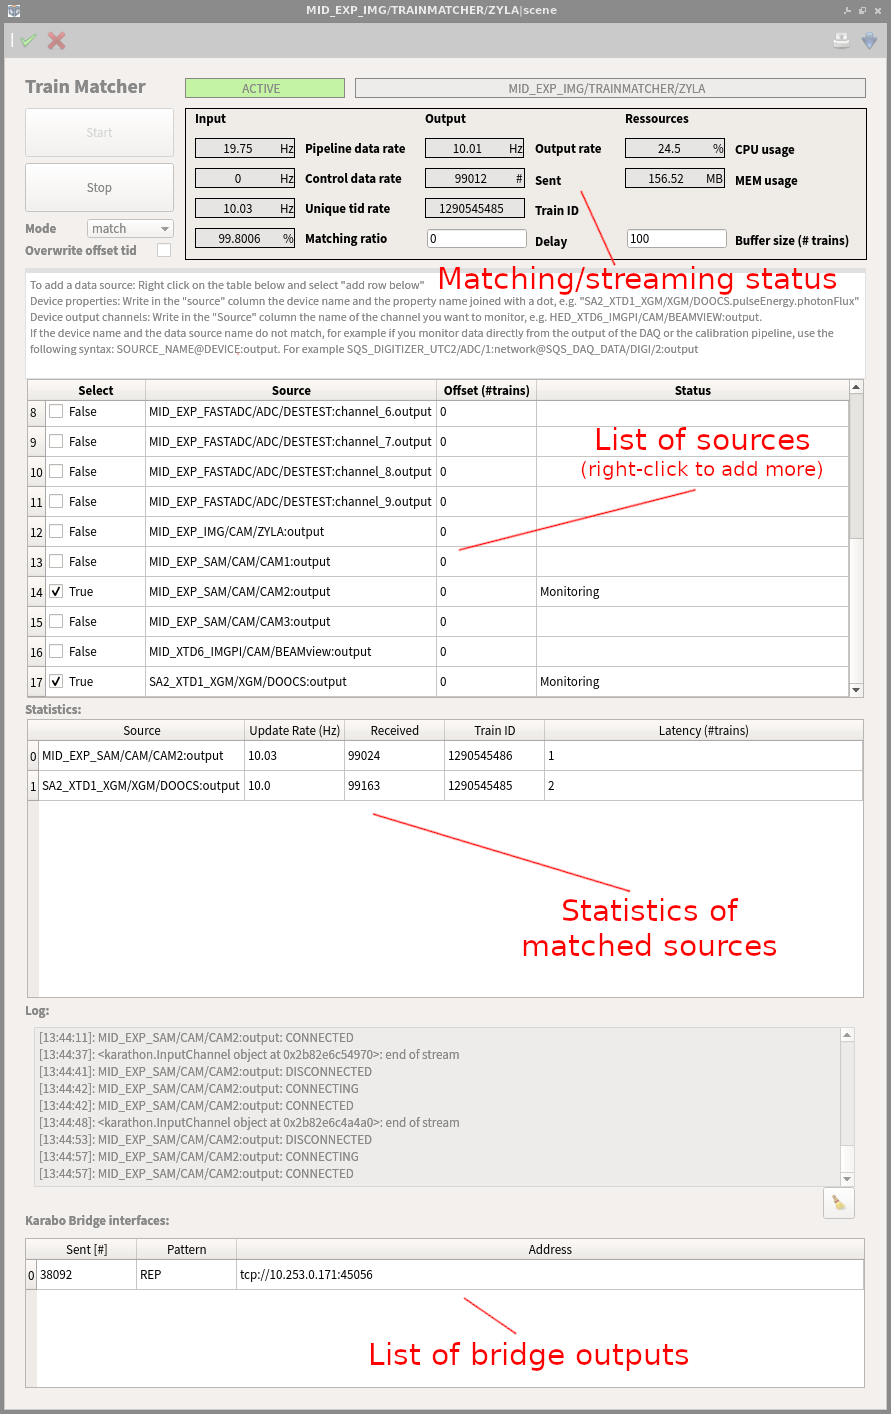 MID_EXP_IMG/TRAINMATCHER/ZYLA|scene
Train Matcher
ACTIVE
MID_EXP_IMG/TRAINMATCHER/ZYLA
Start
Stop
Mode
match
Overwrite offset tid
Input
Output
Ressources
19.75 Hz Pipeline data rate
10.01 Hz Output rate
24.5 % CPU usage
0 Hz Control data rate
99012 # Sent
156.52 MB MEM usage
10.03 Hz Unique tid rate
1290545485 Train ID
99.8006 % Matching ratio
0 Delay
100 Buffer size (# trains)
Matching/streaming status
To add a data source: Right click on the table below and select "add row below"
Device properties: Write in the "source" column the device name and the property name joined with a dot, e.g. "SA2_XTD1_XGM/XGM/DOOCS.pulseEnergy.photonFlux"
Device output channels: Write in the "Source" column the name of the channel you want to monitor, e.g. HED_XTD6_IMGPI/CAM/BEAMVIEW:output.
If the device name and the data source name do not match, for example if you monitor data directly from the output of the DAQ or the calibration pipeline, use the
following syntax: SOURCE_NAME@DEVICE:output. For example SQS_DIGITIZER_UTC2/ADC/1:network@SQS_DAQ_DATA/DIGI/2:output
Select Source Offset (#trains) Status
8 False MID_EXP_FASTADC/ADC/DESTEST:channel_6.output 0
9 False MID_EXP_FASTADC/ADC/DESTEST:channel_7.output 0
10 False MID_EXP_FASTADC/ADC/DESTEST:channel_8.output 0
11 False MID_EXP_FASTADC/ADC/DESTEST:channel_9.output 0
12 False MID_EXP_IMG/CAM/ZYLA:output 0
13 False MID_EXP_SAM/CAM/CAM1:output 0
14 True MID_EXP_SAM/CAM/CAM2:output 0 Monitoring
15 False MID_EXP_SAM/CAM/CAM3:output 0
16 False MID_XTD6_IMGPI/CAM/BEAMview:output 0
17 True SA2_XTD1_XGM/XGM/DOOCS:output 0 Monitoring
List of sources
(right-click to add more)
Statistics:
Source Update Rate (Hz) Received Train ID Latency (#trains)
0 MID_EXP_SAM/CAM/CAM2:output 10.03 99024 1290545486 1
1 SA2_XTD1_XGM/XGM/DOOCS:output 10.0 99163 1290545485 2
Statistics of
matched sources
Log:
[13:44:11]: MID_EXP_SAM/CAM/CAM2:output: CONNECTED
[13:44:37]: <karathon.InputChannel object at 0x2b82e6c54970>: end of stream
[13:44:41]: MID_EXP_SAM/CAM/CAM2:output: DISCONNECTED
[13:44:42]: MID_EXP_SAM/CAM/CAM2:output: CONNECTING
[13:44:42]: MID_EXP_SAM/CAM/CAM2:output: CONNECTED
[13:44:48]: <karathon.InputChannel object at 0x2b82e6c4a4a0>: end of stream
[13:44:53]: MID_EXP_SAM/CAM/CAM2:output: DISCONNECTED
[13:44:57]: MID_EXP_SAM/CAM/CAM2:output: CONNECTING
[13:44:57]: MID_EXP_SAM/CAM/CAM2:output: CONNECTED
Karabo Bridge interfaces:
Sent [#] Pattern Address
0 38092 REP tcp://10.253.0.171:45056
List of bridge outputs